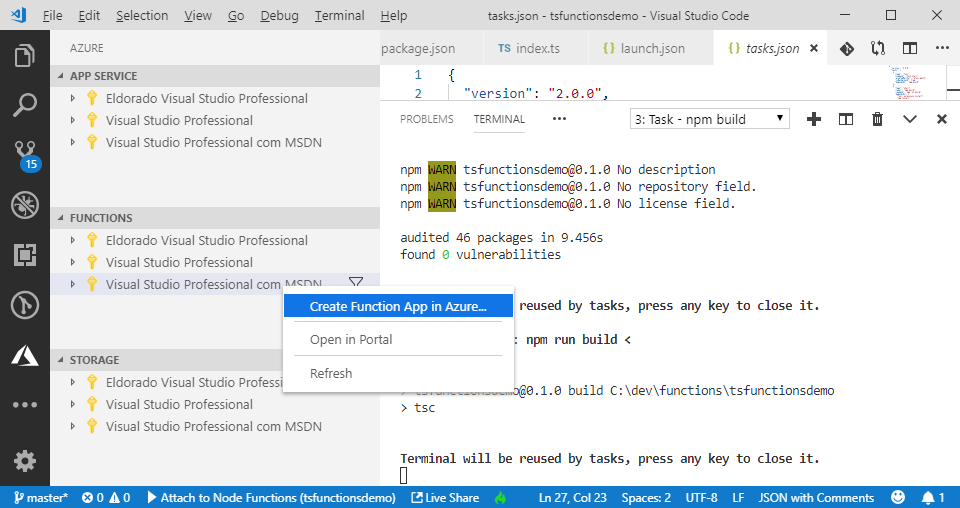 File Edit Selection View Go Debug Terminal Help tasks.json - tsfunctionsdemo - Visual Studio Code
AZURE
APP SERVICE
Eldorado Visual Studio Professional
Visual Studio Professional
Visual Studio Professional com MSDN
15
FUNCTIONS
Eldorado Visual Studio Professional
Visual Studio Professional
Visual Studio Professional com MSDN
Create Function App in Azure...
Open in Portal
Refresh
STORAGE
Eldorado Visual Studio Profess
Visual Studio Professional
Visual Studio Professional com MSDN
package.json TS index.ts {} launch.json {} tasks.json
1 {
2 "version": "2.0.0",
PROBLEMS TERMINAL ... 3: Task - npm build
npm WARN tsfunctionsdemo@0.1.0 No description
npm WARN tsfunctionsdemo@0.1.0 No repository field.
npm WARN tsfunctionsdemo@0.1.0 No license field.
audited 46 packages in 9.456s
found 0 vulnerabilities
reused by tasks, press any key to close it.
: npm run build <
> tsfunctionsdemo@0.1.0 build C:\dev\functions\tsfunctionsdemo
> tsc
Terminal will be reused by tasks, press any key to close it.
master* 0 0 Attach to Node Functions (tsfunctionsdemo) Live Share Ln 27, Col 23 Spaces: 2 UTF-8 LF JSON with Comments 1